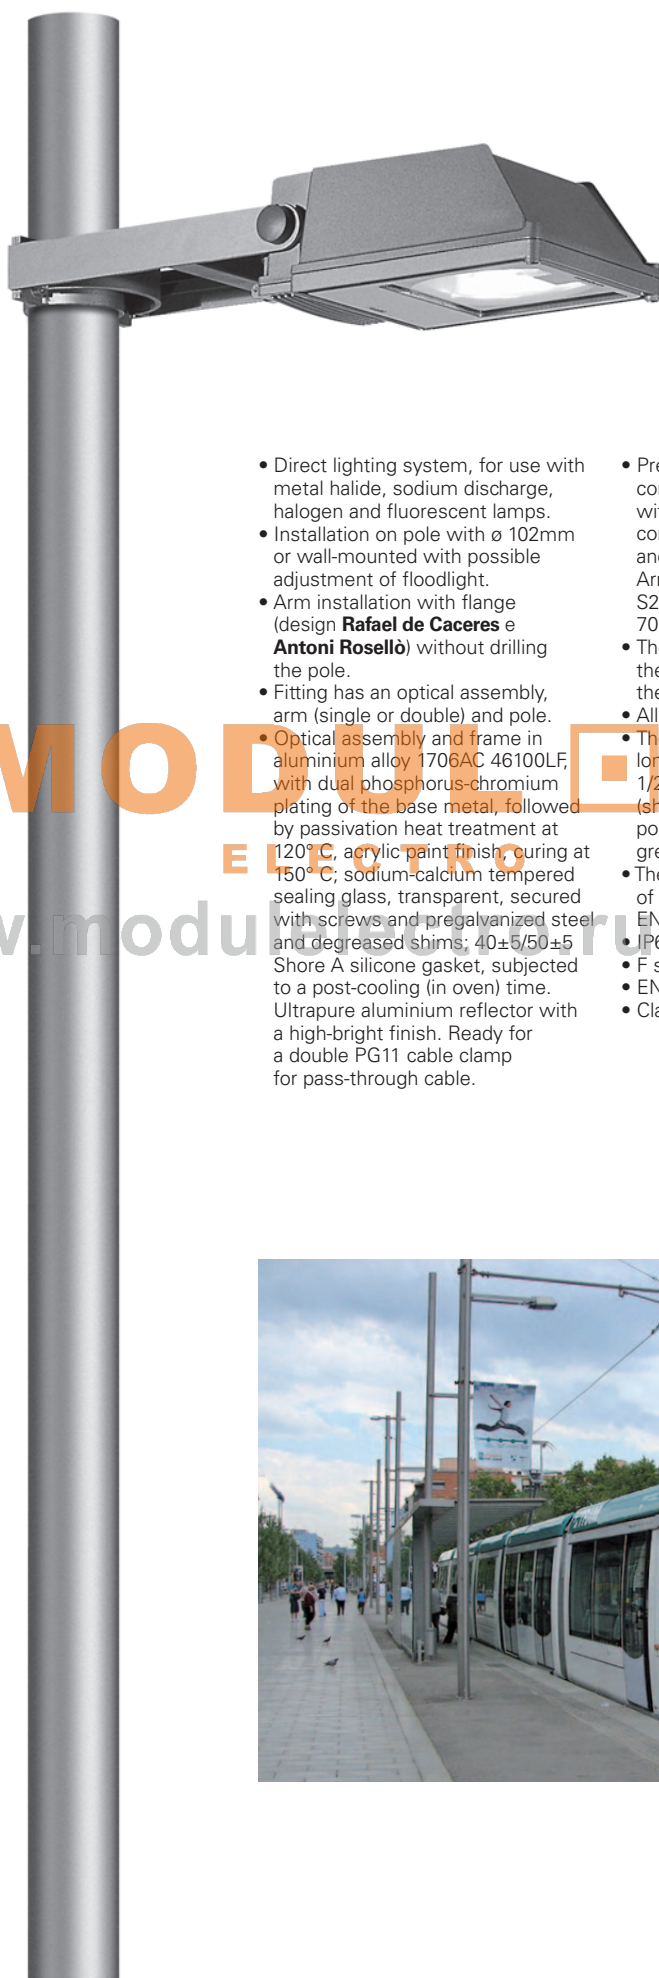 • Direct lighting system, for use with
metal halide, sodium discharge,
halogen and fluorescent lamps.
• Installation on pole with ø 102mm
or wall-mounted with possible
adjustment of floodlight.
• Arm installation with flange
(design Rafael de Caceres e
Antoni Rosellò) without drilling
the pole.
• Fitting has an optical assembly,
arm (single or double) and pole.
• Optical assembly and frame in
aluminium alloy 1706AC 46100LF,
with dual phosphorus-chromium
plating of the base metal, followed
by passivation heat treatment at
120° C, acrylic paint finish, curing at
150° C; sodium-calcium tempered
sealing glass, transparent, secured
with screws and pregalvanized steel
and degreased shims; 40±5/50±5
Shore A silicone gasket, subjected
to a post-cooling (in oven) time.
Ultrapure aluminium reflector with
a high-bright finish. Ready for
a double PG11 cable clamp
for pass-through cable.
• All
• F s
• EN
MODUL
ELECTRO
.modulelectro.ru